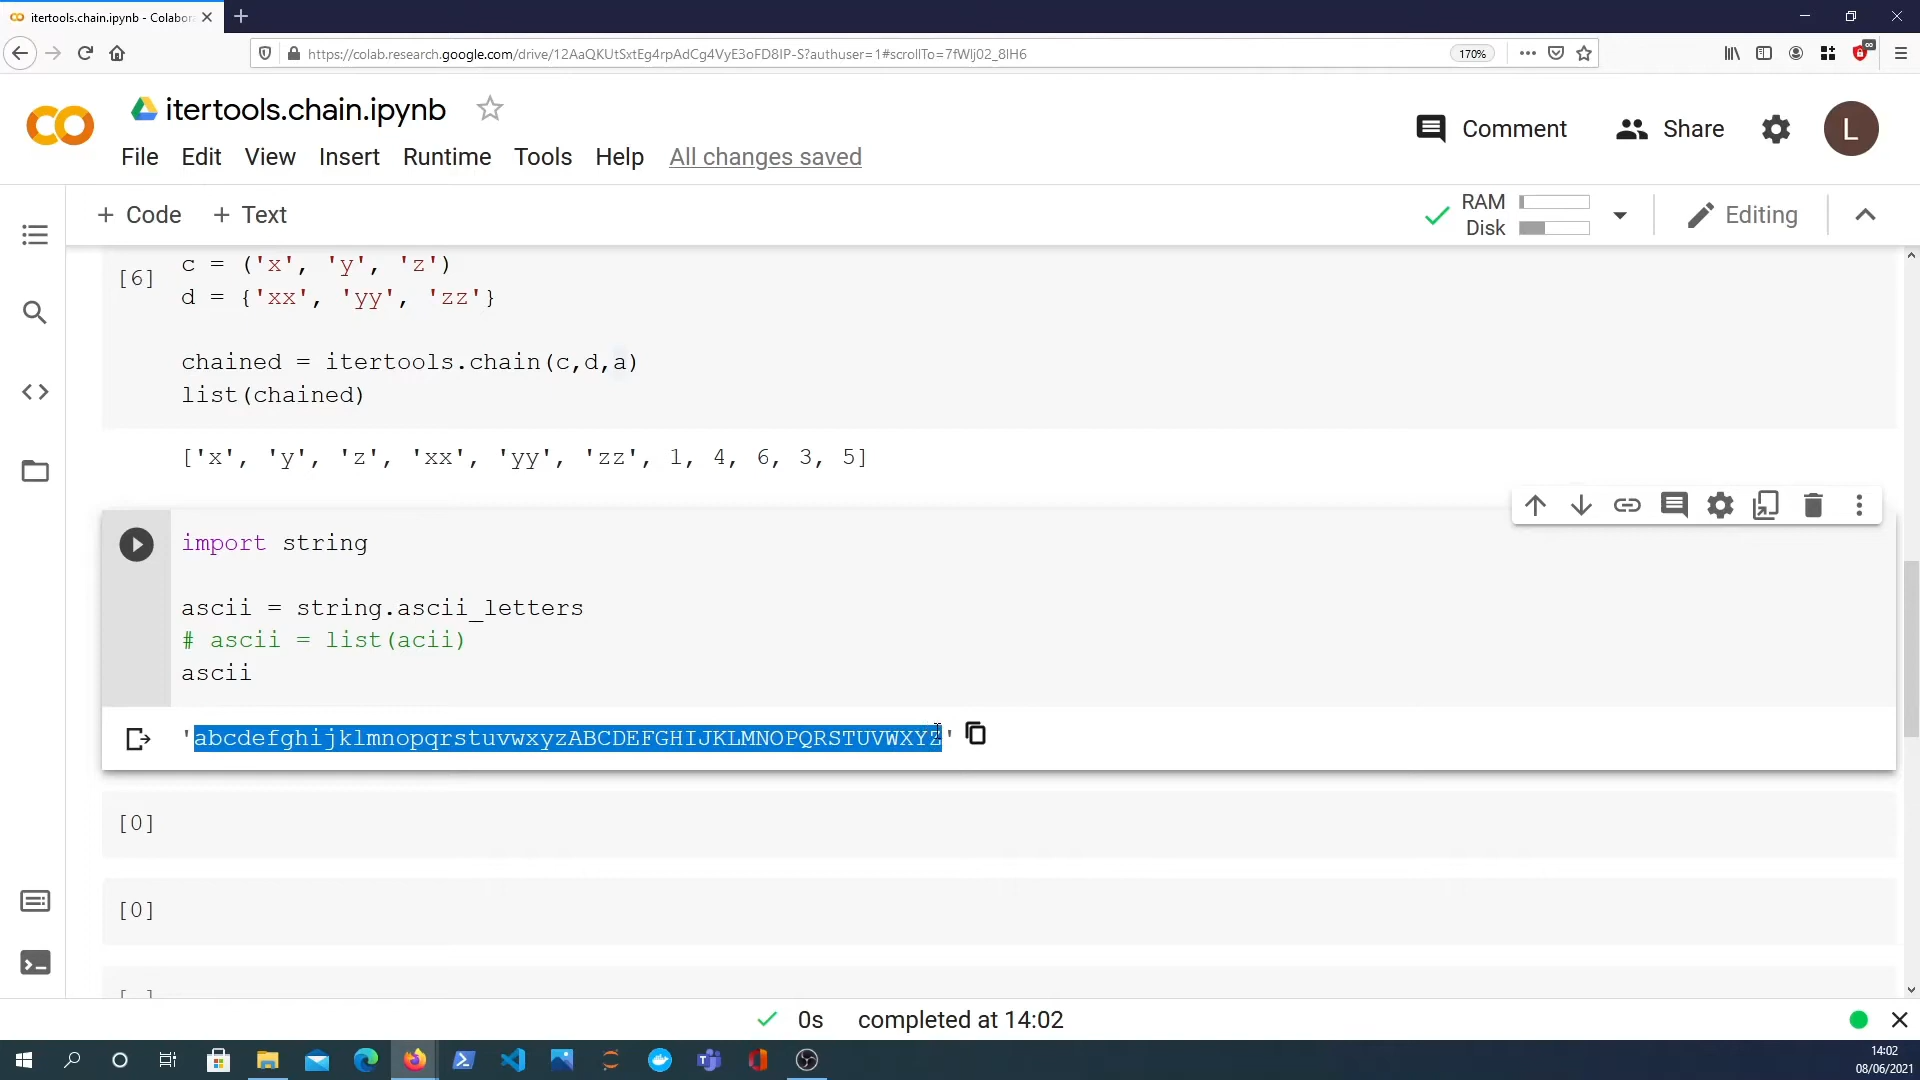 itertools.chain.ipynb - Colabora
https://colab.research.google.com/drive/12AaQKUtSxtEg4rpAdCg4VyE3oFD8IP-S?authuser=1#scrollTo=7fWlj02_8lH6
170%
itertools.chain.ipynb
File Edit View Insert Runtime Tools Help All changes saved
Comment
Share
L
+ Code + Text
RAM
Disk
Editing
[6]
c = ('x', 'y', 'z')
d = {'xx', 'yy', 'zz'}
chained = itertools.chain(c,d,a)
list(chained)
['x', 'y', 'z', 'xx', 'yy', 'zz', 1, 4, 6, 3, 5]
import string
ascii = string.ascii_letters
# ascii = list(acii)
ascii
'abcdefghijklmnopqrstuvwxyzABCDEFGHIJKLMNOPQRSTUVWXYZ'
[0]
[0]
[ ]
0s completed at 14:02
14:02
08/06/2021